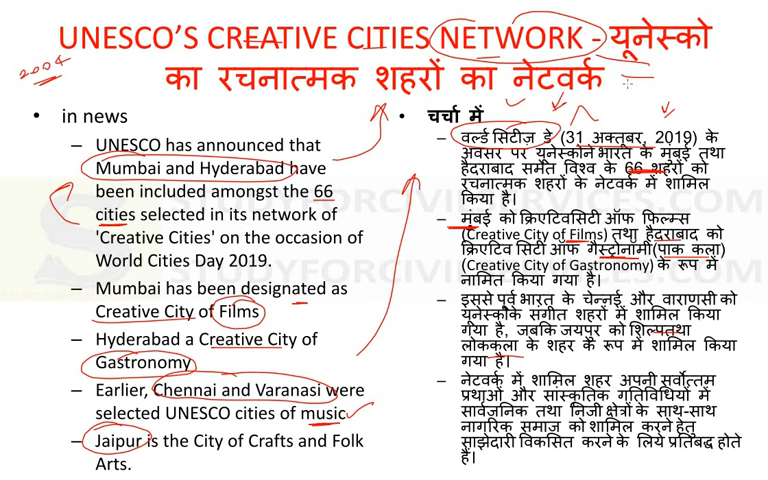 UNESCO'S CREATIVE CITIES NETWORK - यूनेस्को
का रचनात्मक शहरों का नेटवर्क
2004
• in news
– UNESCO has announced that
Mumbai and Hyderabad have
been included amongst the 66
cities selected in its network of
'Creative Cities' on the occasion of
World Cities Day 2019.
– Mumbai has been designated as
Creative City of Films
– Hyderabad a Creative City of
Gastronomy
– Earlier, Chennai and Varanasi were
selected UNESCO cities of music
– Jaipur is the City of Crafts and Folk
Arts.
• चर्चा में
– वर्ल्ड सिटीज़ डे (31 अक्तूबर, 2019) के
अवसर पर यूनेस्कोने भारत के मुंबई तथा
हैदराबाद समेत विश्व के 66 शहरों को
रचनात्मक शहरों के नेटवर्क में शामिल
किया है।
– मुंबई को क्रिएटिवसिटी ऑफ फिल्म्स
(Creative City of Films) तथा हैदराबाद को
क्रिएटिव सिटी ऑफ गैस्ट्रोनामी(पाक कला)
(Creative City of Gastronomy) के रूप में
नामित किया गया है।
– इससे पूर्व भारत के चेन्नई और वाराणसी को
यूनेस्कोके संगीत शहरों में शामिल किया
गया है, जबकि जयपुर को शिल्पतथा
लोककला के शहर के रूप में शामिल किया
गया है।
– नेटवर्क में शामिल शहर अपनी सर्वोत्तम
प्रथाओं और सांस्कृतिक गतिविधियों में
सार्वजनिक तथा निजी क्षेत्रों के साथ-साथ
नागरिक समाज को शामिल करने हेतु
साझेदारी विकसित करने के लिये प्रतिबद्ध होते
हैं।
STUDYFORCIVILSERVICES.COM
STUDYFORCIVILSERVICES.COM